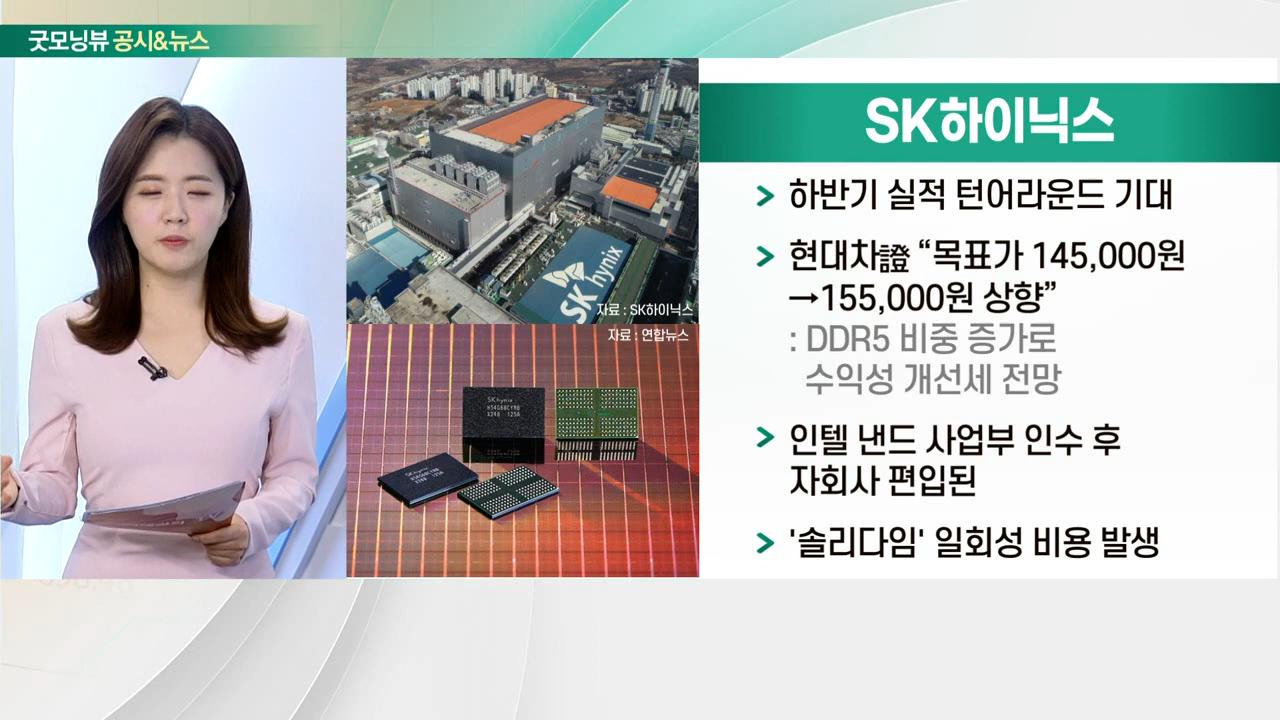 굿모닝뷰 공시&뉴스
SK hynix
자료 : SK하이닉스
자료 : 연합뉴스
SK hynix
H54G68CYRB
X248 125A
SK하이닉스
> 하반기 실적 턴어라운드 기대
> 현대차證 “목표가 145,000원
→155,000원 상향”
: DDR5 비중 증가로
수익성 개선세 전망
> 인텔 낸드 사업부 인수 후
자회사 편입된
> '솔리다임' 일회성 비용 발생